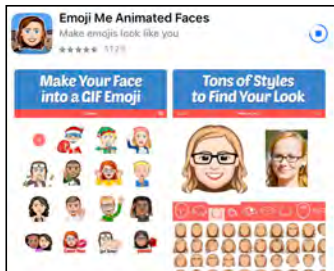 Emoji Me Animated Faces
Make emojis look like you
Make Your Face
into a GIF Emoji
Tons of Styles
to Find Your Look